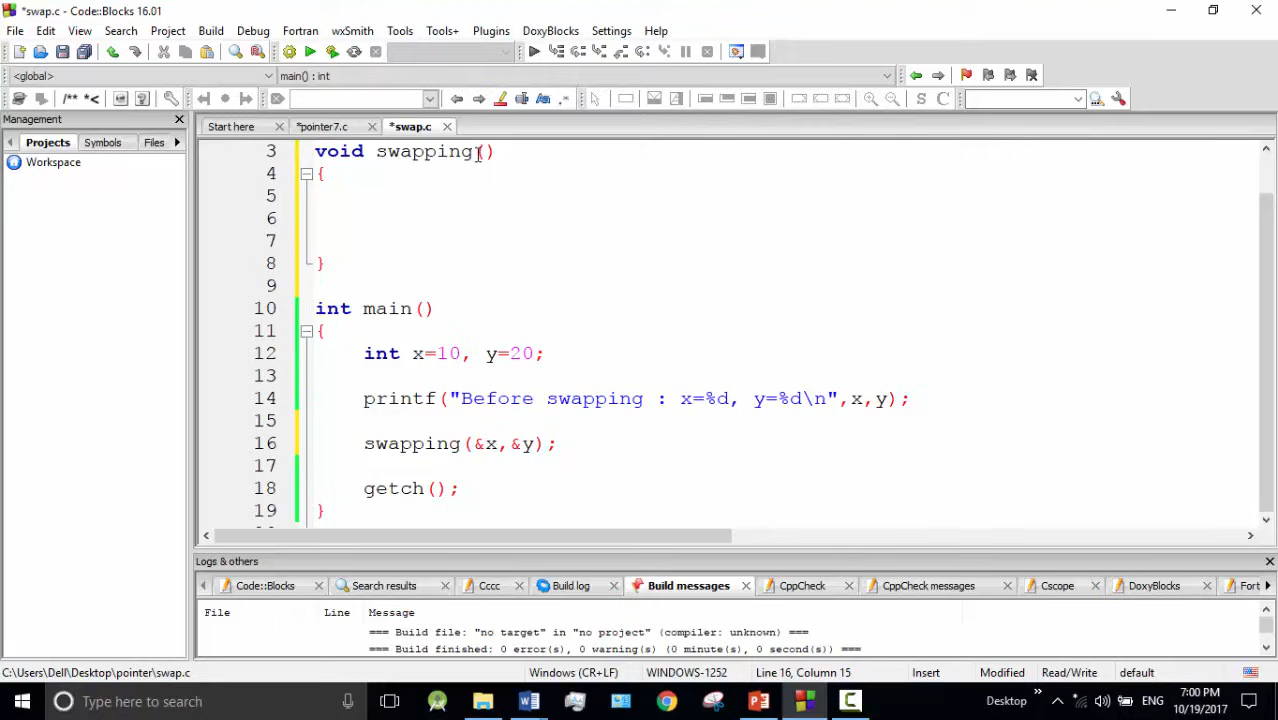 *swap.c - Code::Blocks 16.01
File Edit View Search Project Build Debug Fortran wxSmith Tools Tools+ Plugins DoxyBlocks Settings Help
<global> main() : int
/** *< S C
Management
Start here *pointer7.c *swap.c
Projects Symbols Files
Workspace
3 void swapping()
4 {
5
6
7
8 }
9
10 int main()
11 {
12 int x=10, y=20;
13
14 printf("Before swapping : x=%d, y=%d\n",x,y);
15
16 swapping(&x,&y);
17
18 getch();
19 }
Logs & others
Code::Blocks Search results Cccc Build log Build messages CppCheck CppCheck messages Cscope DoxyBlocks Fort
File Line Message
=== Build file: "no target" in "no project" (compiler: unknown) ===
=== Build finished: 0 error(s), 0 warning(s) (0 minute(s), 0 second(s)) ===
C:\Users\Dell\Desktop\pointer\swap.c Windows (CR+LF) WINDOWS-1252 Line 16, Column 15 Insert Modified Read/Write default
Type here to search Desktop ENG 7:00 PM
10/19/2017